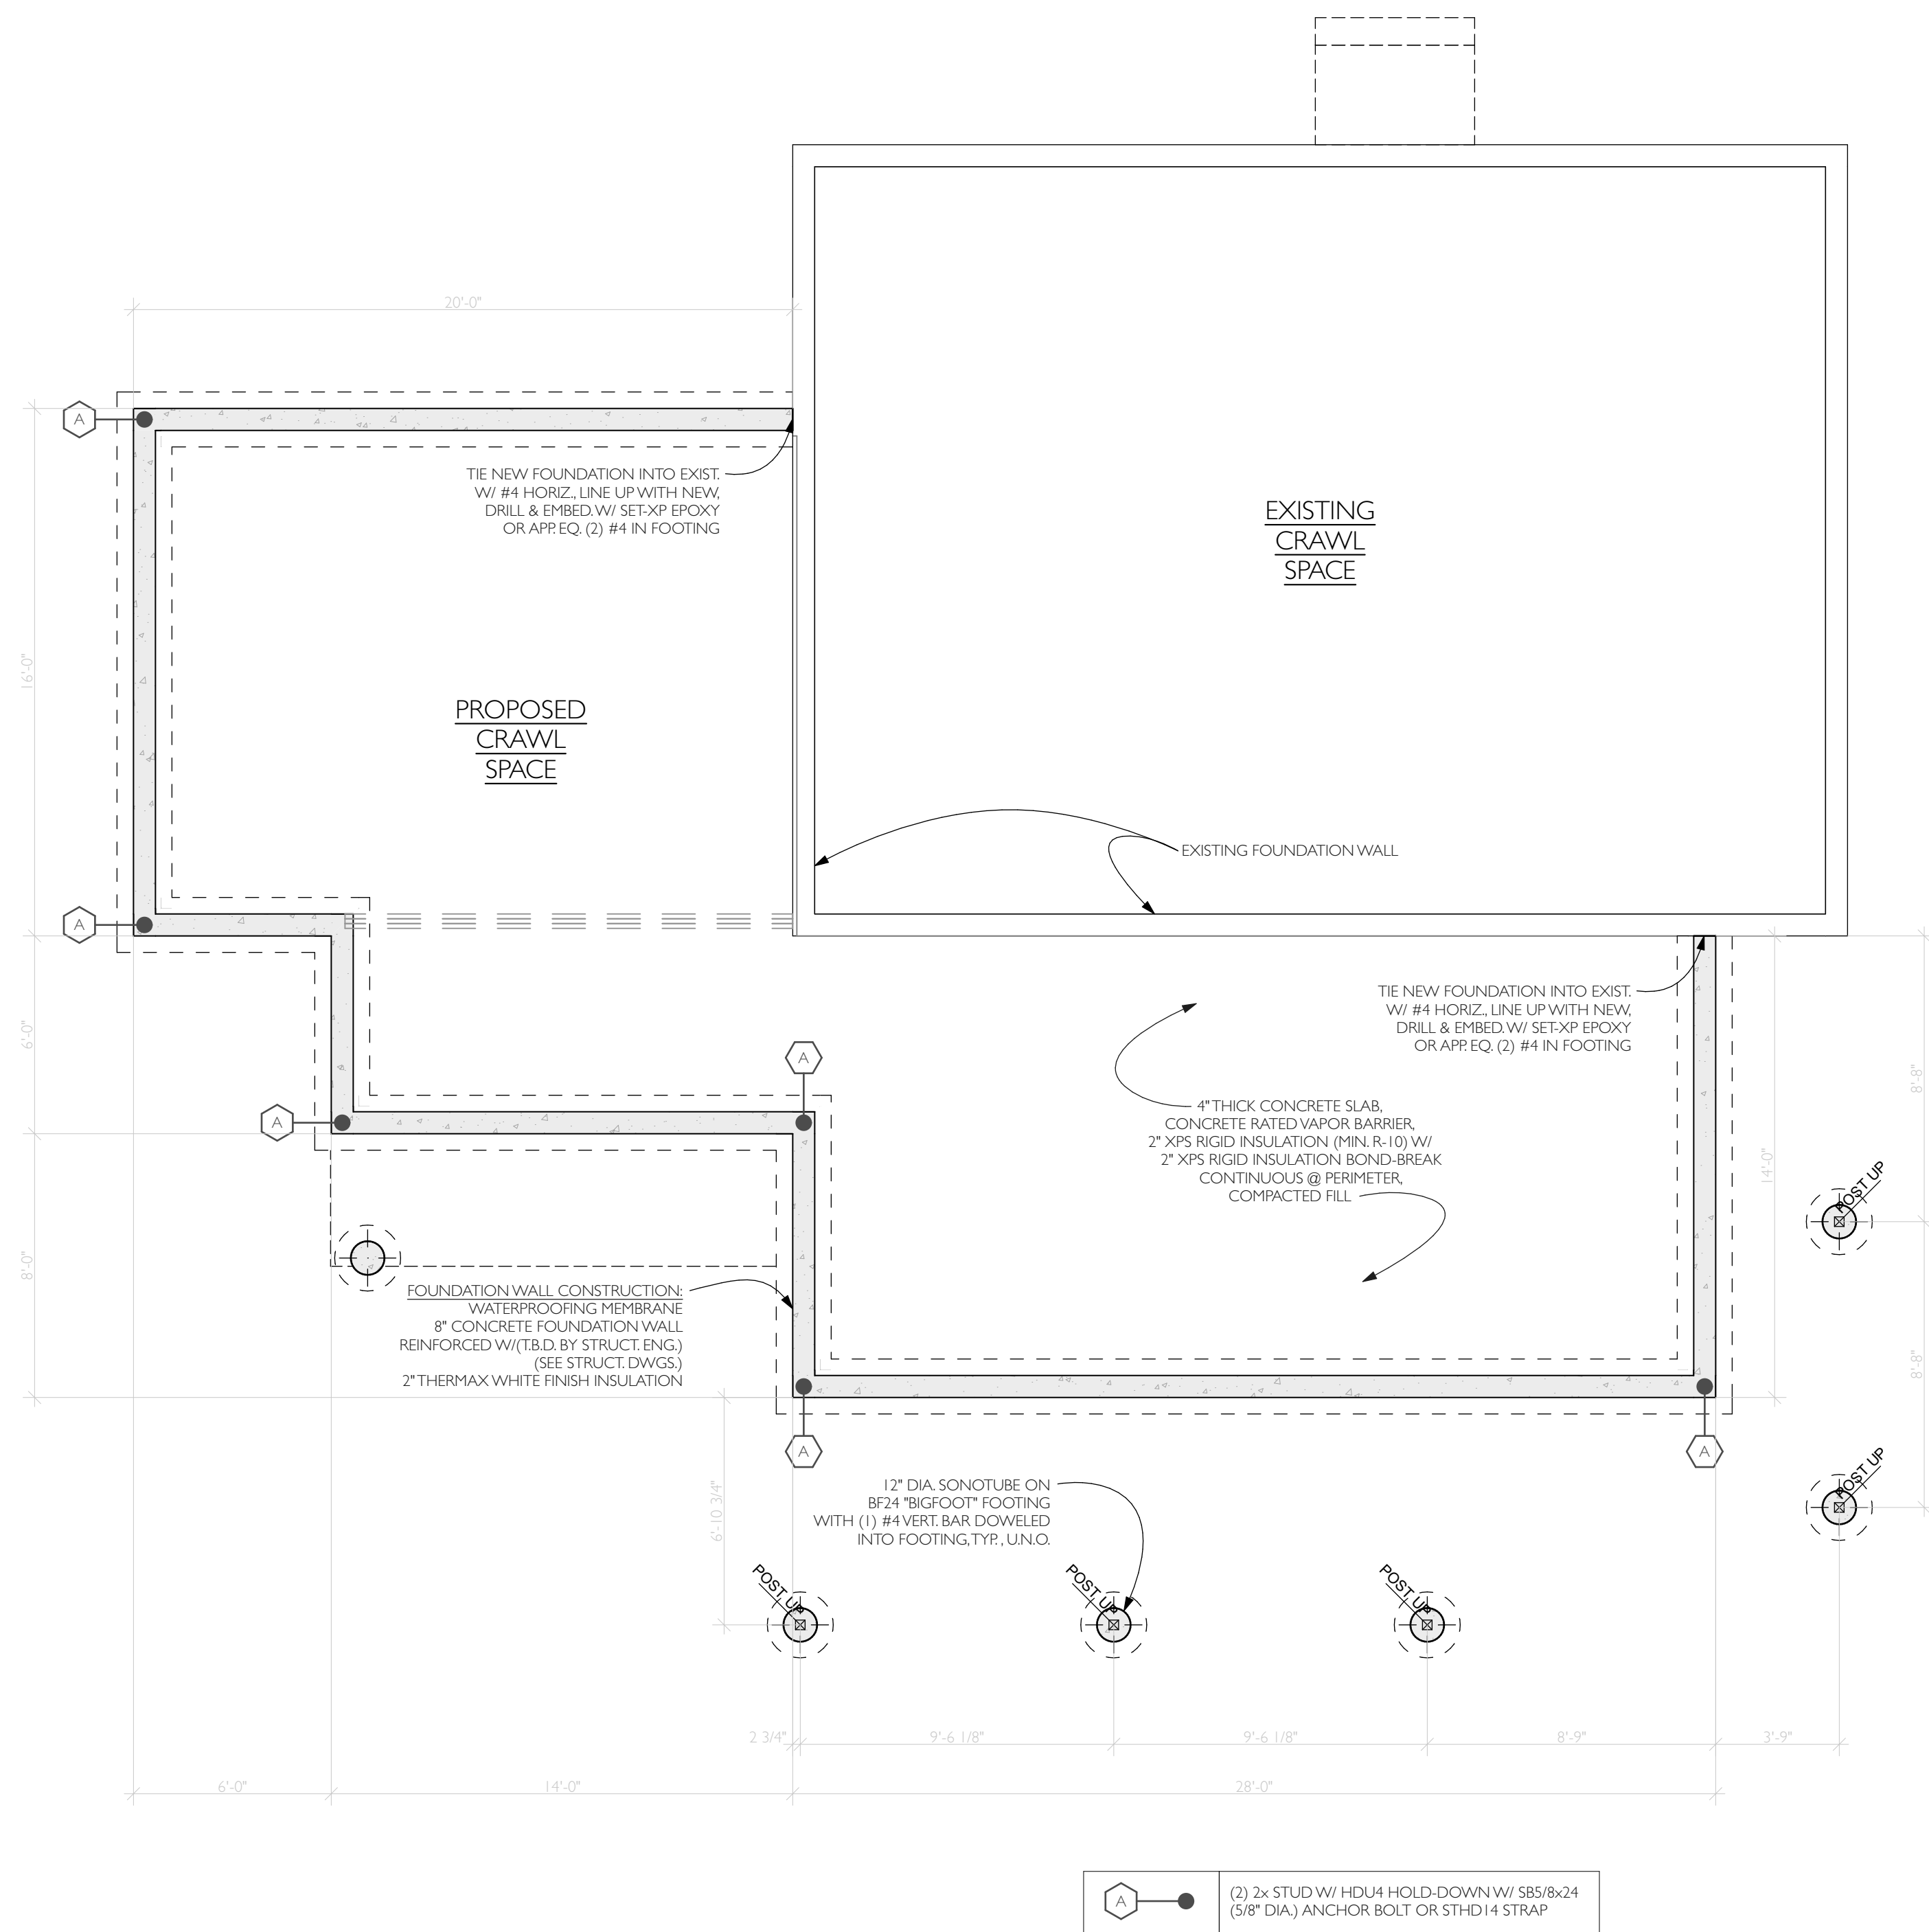 20'-0"
A
TIE NEW FOUNDATION INTO EXIST.
W/ #4 HORIZ., LINE UP WITH NEW,
DRILL & EMBED. W/ SET-XP EPOXY
OR APP. EQ. (2) #4 IN FOOTING
EXISTING
CRAWL
SPACE
16'-0"
PROPOSED
CRAWL
SPACE
EXISTING FOUNDATION WALL
A
TIE NEW FOUNDATION INTO EXIST.
W/ #4 HORIZ., LINE UP WITH NEW,
DRILL & EMBED. W/ SET-XP EPOXY
OR APP. EQ. (2) #4 IN FOOTING
6'-0"
A
A
8'-8"
4" THICK CONCRETE SLAB,
CONCRETE RATED VAPOR BARRIER,
2" XPS RIGID INSULATION (MIN. R-10) W/
2" XPS RIGID INSULATION BOND-BREAK
CONTINUOUS @ PERIMETER,
COMPACTED FILL
14'-0"
POST UP
8'-0"
FOUNDATION WALL CONSTRUCTION:
WATERPROOFING MEMBRANE
8" CONCRETE FOUNDATION WALL
REINFORCED W/(T.B.D. BY STRUCT. ENG.)
(SEE STRUCT. DWGS.)
2" THERMAX WHITE FINISH INSULATION
8'-8"
A
A
POST UP
6'-10 3/4"
12" DIA. SONOTUBE ON
BF24 "BIGFOOT" FOOTING
WITH (1) #4 VERT. BAR DOWELED
INTO FOOTING, TYP. , U.N.O.
POST UP
POST UP
POST UP
2 3/4"
9'-6 1/8"
9'-6 1/8"
8'-9"
3'-9"
6'-0"
14'-0"
28'-0"
A
(2) 2x STUD W/ HDU4 HOLD-DOWN W/ SB5/8x24
(5/8" DIA.) ANCHOR BOLT OR STHD14 STRAP